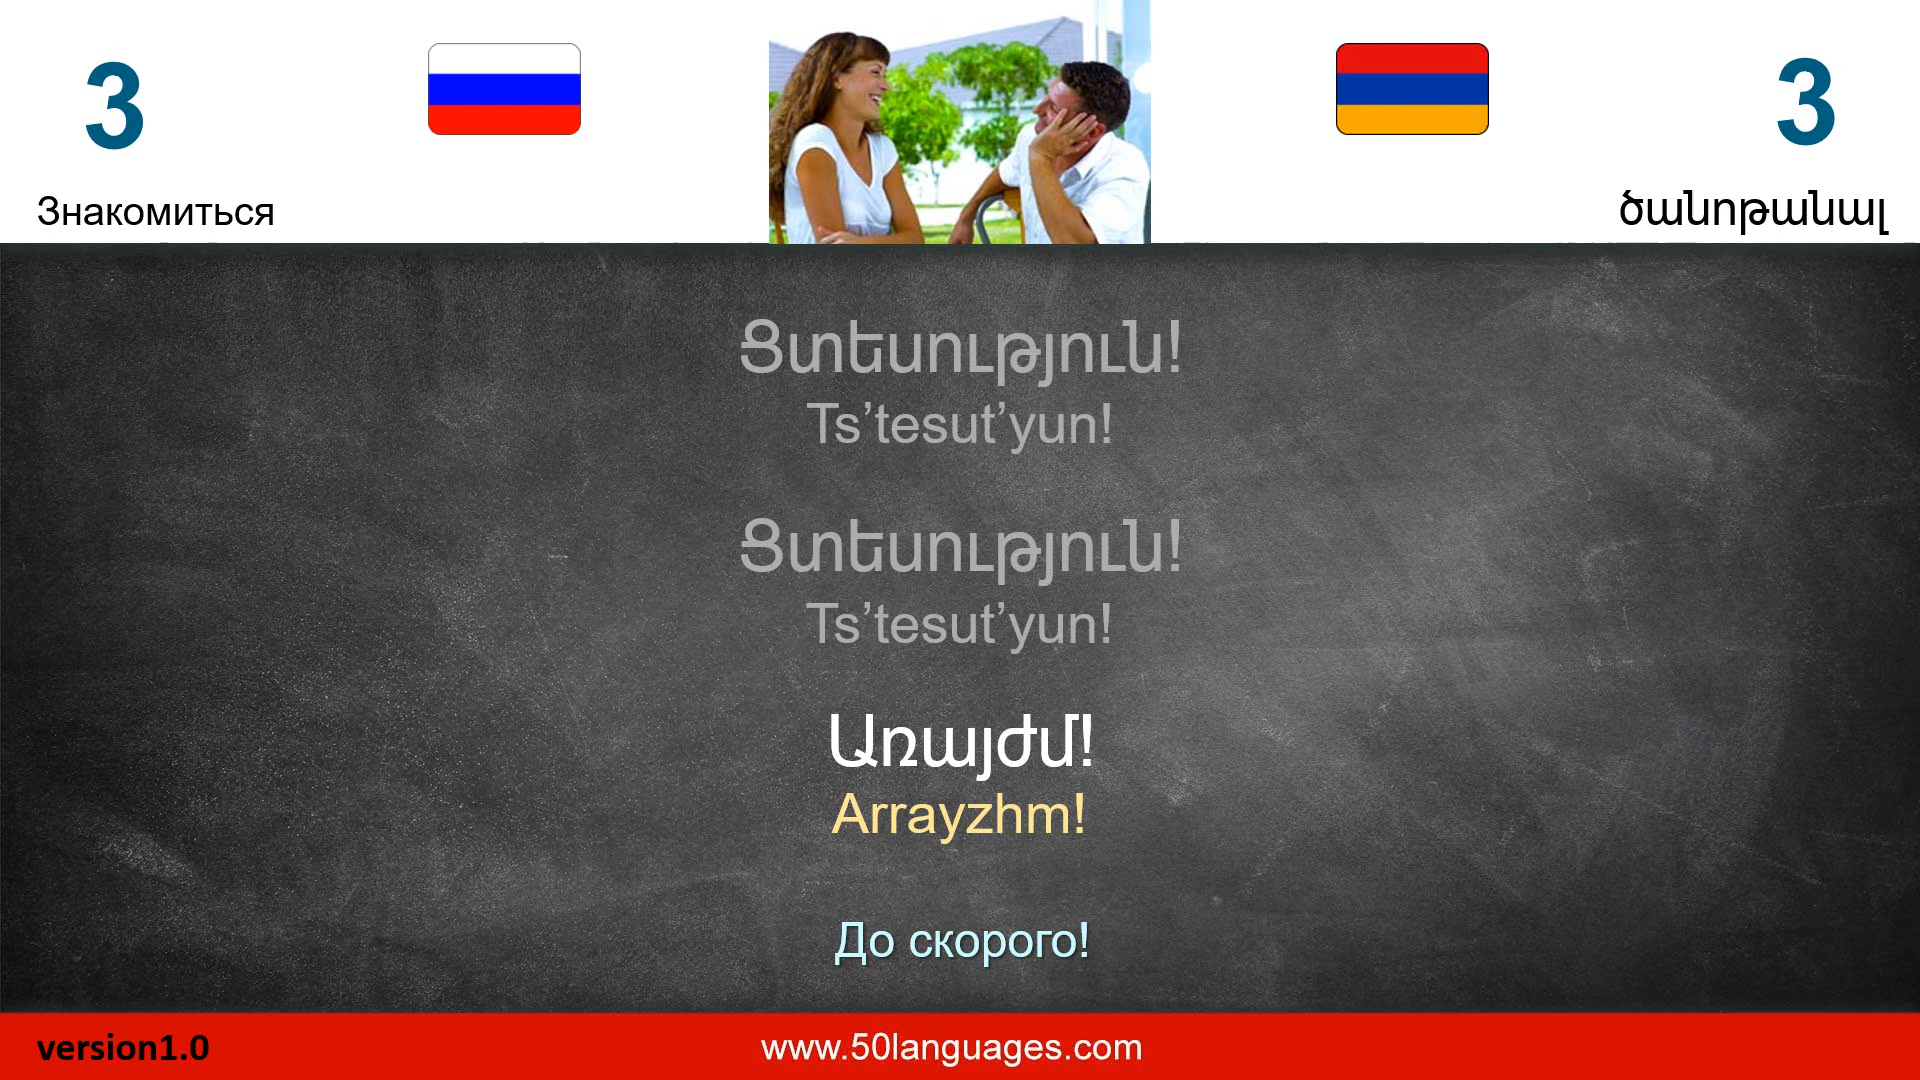 3
3
Знакомиться
ծանոթանալ
Ցտեսություն!
Ts’tesut’yun!
Ցտեսություն!
Ts’tesut’yun!
Առայժմ!
Arrayzhm!
До скорого!
version1.0
www.50languages.com